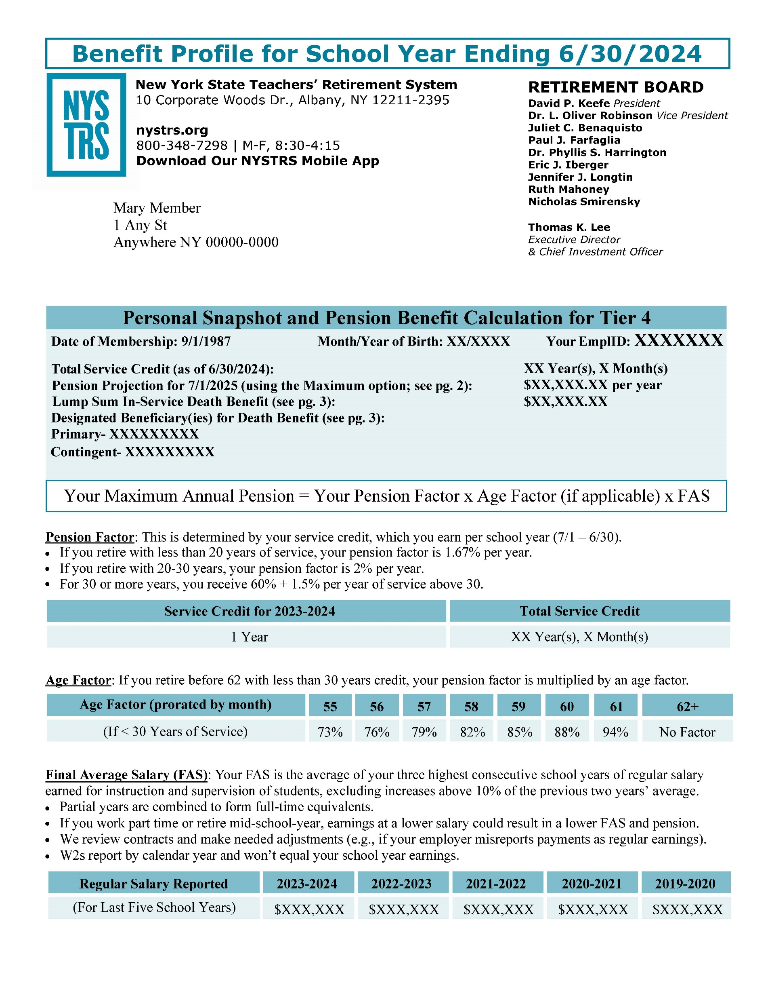 Benefit Profile for School Year Ending 6/30/2024
NYS
TRS
New York State Teachers’ Retirement System
10 Corporate Woods Dr., Albany, NY 12211-2395
nystrs.org
800-348-7298 | M-F, 8:30-4:15
Download Our NYSTRS Mobile App
RETIREMENT BOARD
David P. Keefe President
Dr. L. Oliver Robinson Vice President
Juliet C. Benaquisto
Paul J. Farfaglia
Dr. Phyllis S. Harrington
Eric J. Iberger
Jennifer J. Longtin
Ruth Mahoney
Nicholas Smirensky
Thomas K. Lee
Executive Director
& Chief Investment Officer
Mary Member
1 Any St
Anywhere NY 00000-0000
Personal Snapshot and Pension Benefit Calculation for Tier 4
Date of Membership: 9/1/1987 Month/Year of Birth: XX/XXXX Your EmplID: XXXXXXX
Total Service Credit (as of 6/30/2024): XX Year(s), X Month(s)
Pension Projection for 7/1/2025 (using the Maximum option; see pg. 2): $XX,XXX.XX per year
Lump Sum In-Service Death Benefit (see pg. 3): $XX,XXX.XX
Designated Beneficiary(ies) for Death Benefit (see pg. 3):
Primary- XXXXXXXXX
Contingent- XXXXXXXXX
Your Maximum Annual Pension = Your Pension Factor x Age Factor (if applicable) x FAS
Pension Factor: This is determined by your service credit, which you earn per school year (7/1 – 6/30).
• If you retire with less than 20 years of service, your pension factor is 1.67% per year.
• If you retire with 20-30 years, your pension factor is 2% per year.
• For 30 or more years, you receive 60% + 1.5% per year of service above 30.
Service Credit for 2023-2024 Total Service Credit
1 Year XX Year(s), X Month(s)
Age Factor: If you retire before 62 with less than 30 years credit, your pension factor is multiplied by an age factor.
Age Factor (prorated by month) 55 56 57 58 59 60 61 62+
(If < 30 Years of Service) 73% 76% 79% 82% 85% 88% 94% No Factor
Final Average Salary (FAS): Your FAS is the average of your three highest consecutive school years of regular salary
earned for instruction and supervision of students, excluding increases above 10% of the previous two years’ average.
• Partial years are combined to form full-time equivalents.
• If you work part time or retire mid-school-year, earnings at a lower salary could result in a lower FAS and pension.
• We review contracts and make needed adjustments (e.g., if your employer misreports payments as regular earnings).
• W2s report by calendar year and won’t equal your school year earnings.
Regular Salary Reported 2023-2024 2022-2023 2021-2022 2020-2021 2019-2020
(For Last Five School Years) $XXX,XXX $XXX,XXX $XXX,XXX $XXX,XXX $XXX,XXX